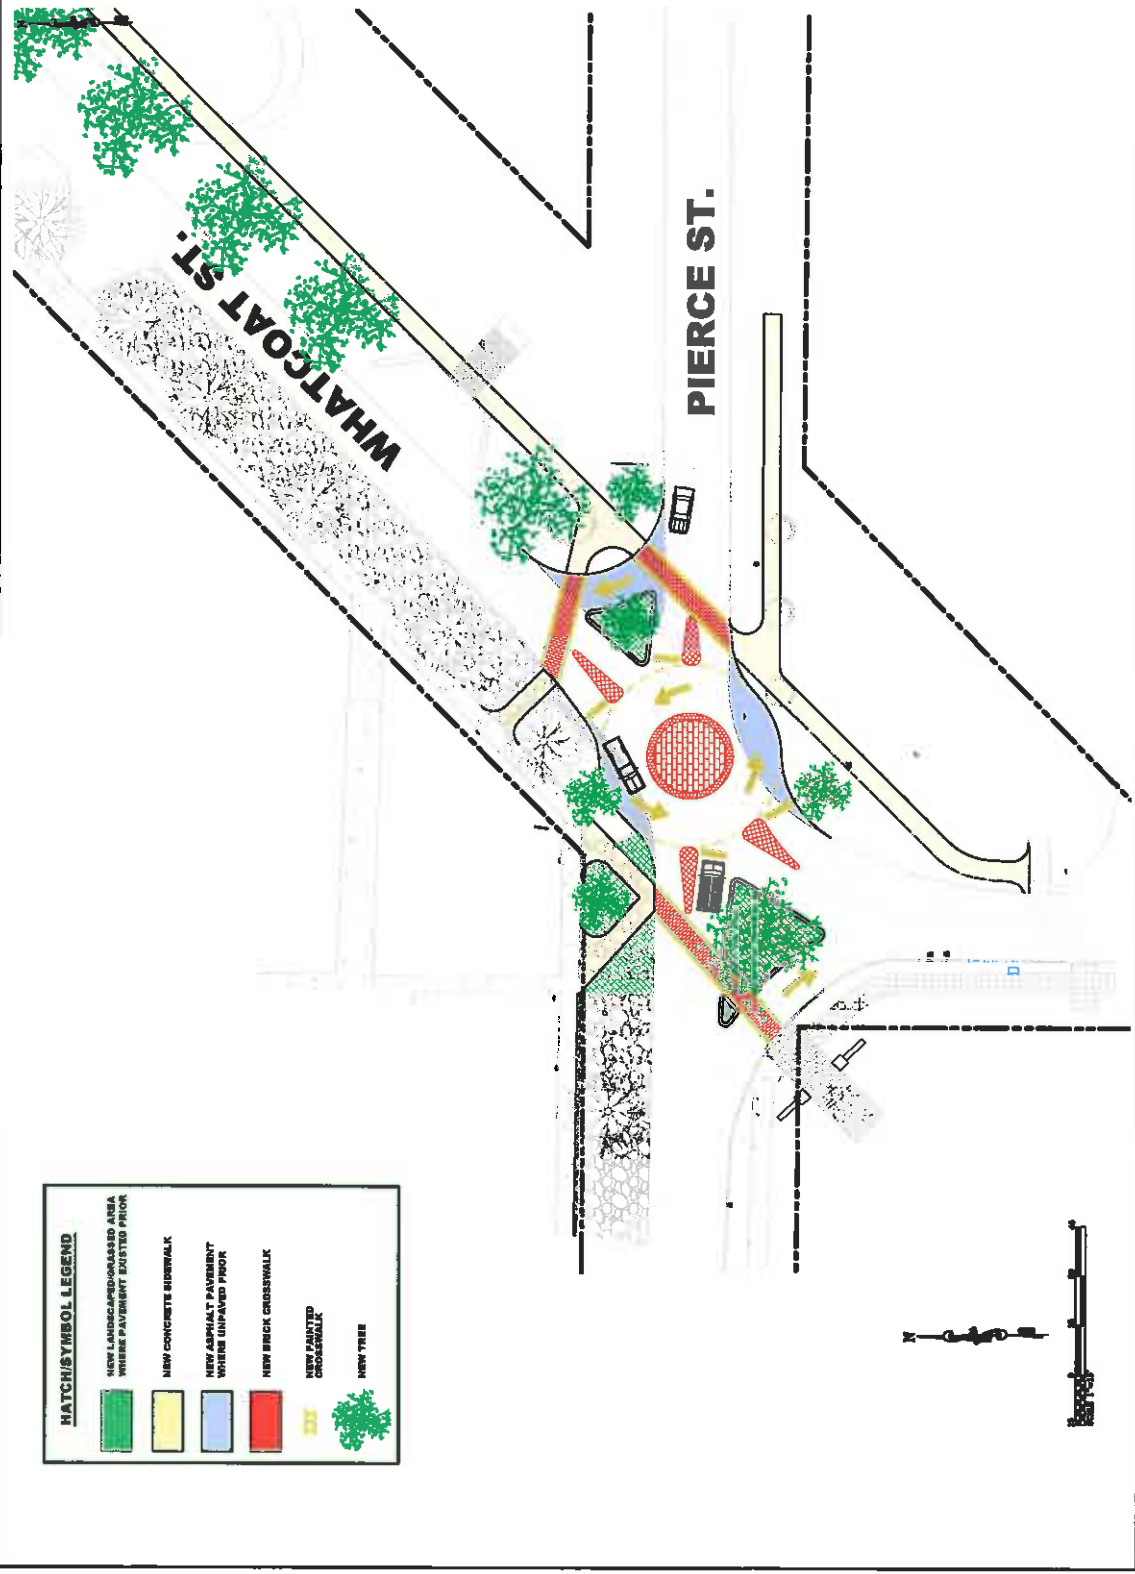 WHATCOAT ST.
PIERCE ST.
HATCH/SYMBOL LEGEND
NEW LANDSCAPED/GRASSED AREA
WHERE PAVEMENT EXISTED PRIOR
NEW CONCRETE SIDEWALK
NEW ASPHALT PAVEMENT
WHERE UNPAVED PRIOR
NEW BRICK CROSSWALK
NEW PAINTED
CROSSWALK
NEW TREE
N